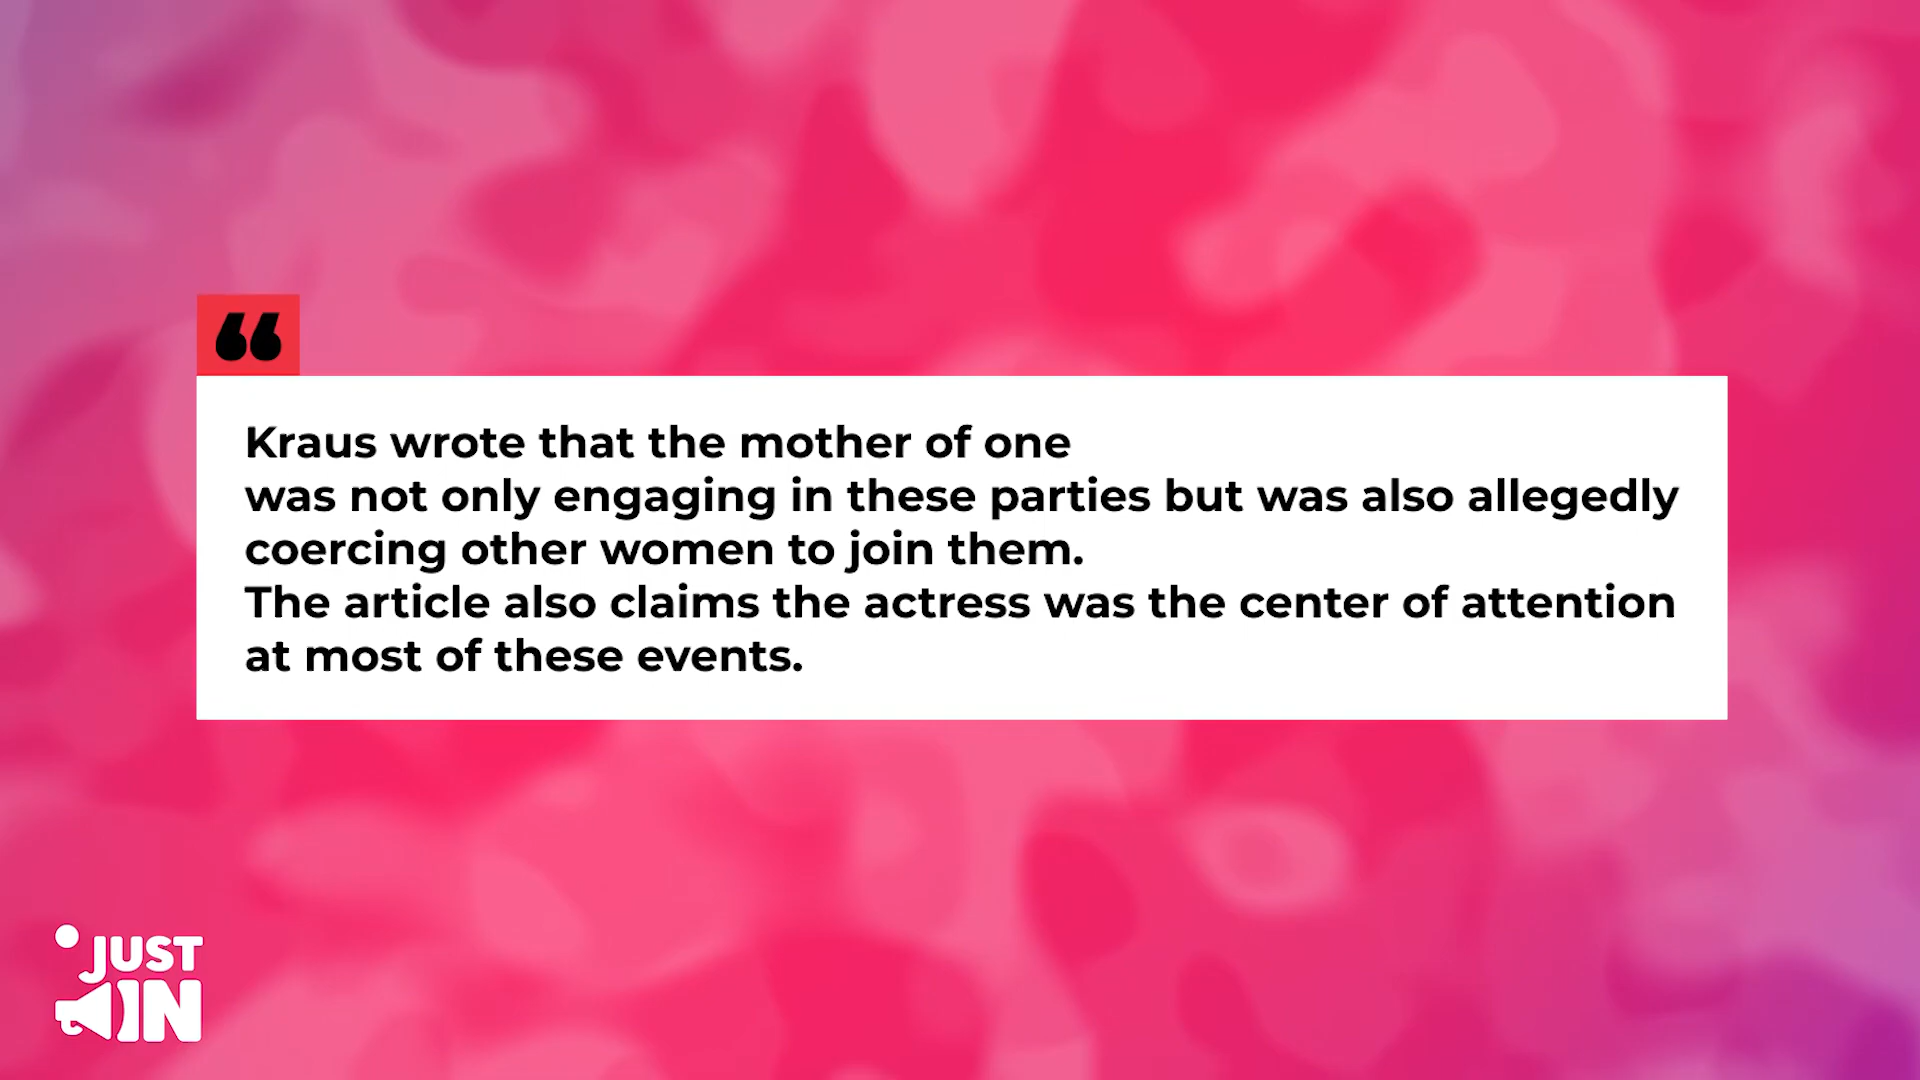 “
Kraus wrote that the mother of one
was not only engaging in these parties but was also allegedly
coercing other women to join them.
The article also claims the actress was the center of attention
at most of these events.
JUST
IN